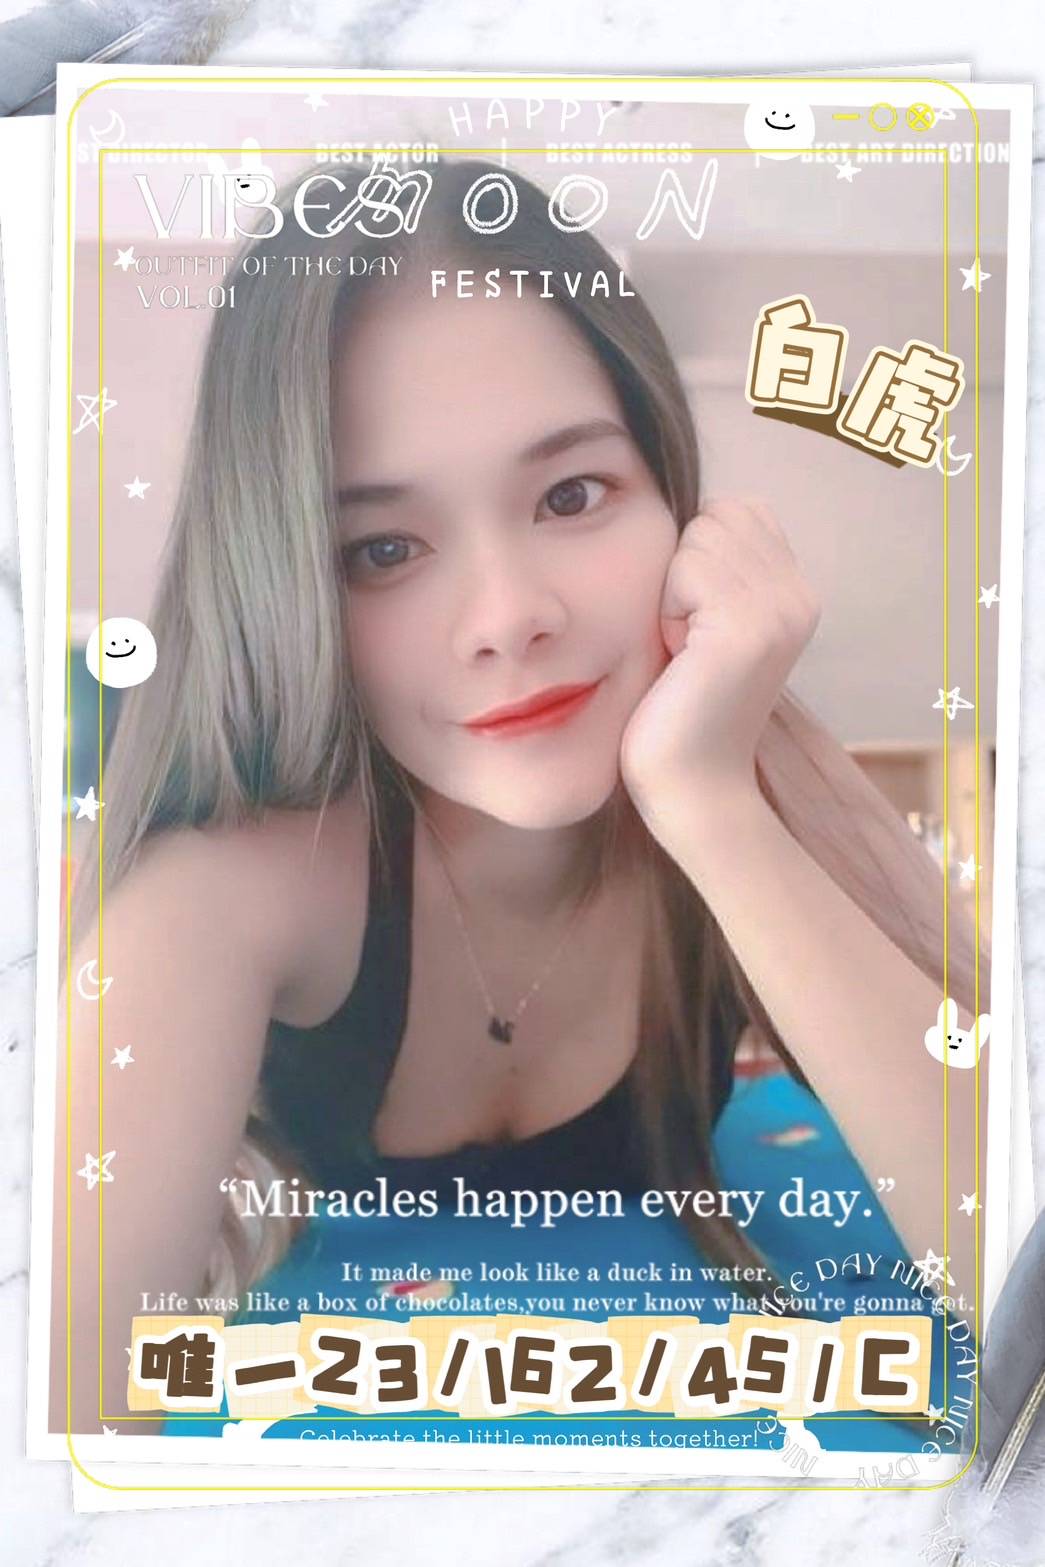 HAPPY
ST DIRECTOR | BEST ACTOR | BEST ACTRESS | BEST ART DIRECTION
VIBES
MOON
OUTFIT OF THE DAY
VOL.01
FESTIVAL
白虎
“Miracles happen every day.”
It made me look like a duck in water.
Life was like a box of chocolates,you never know what you're gonna get.
唯一23/162/45/C
Celebrate the little moments together!
NICE DAY NICE DAY NICE DAY NICE